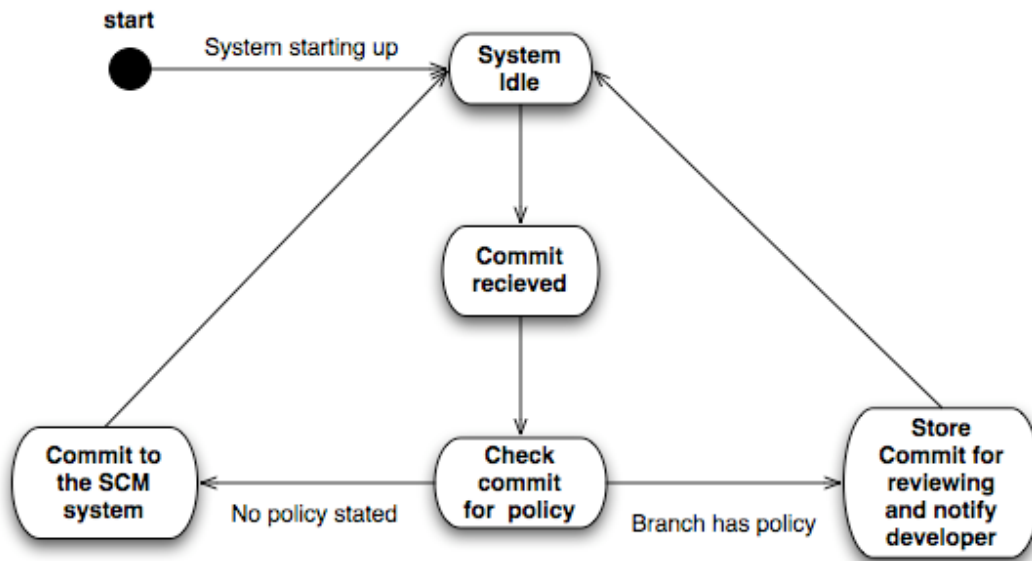 start
System starting up
System
Idle
Commit
recieved
Commit to
the SCM
system
No policy stated
Check
commit
for policy
Branch has policy
Store
Commit for
reviewing
and notify
developer